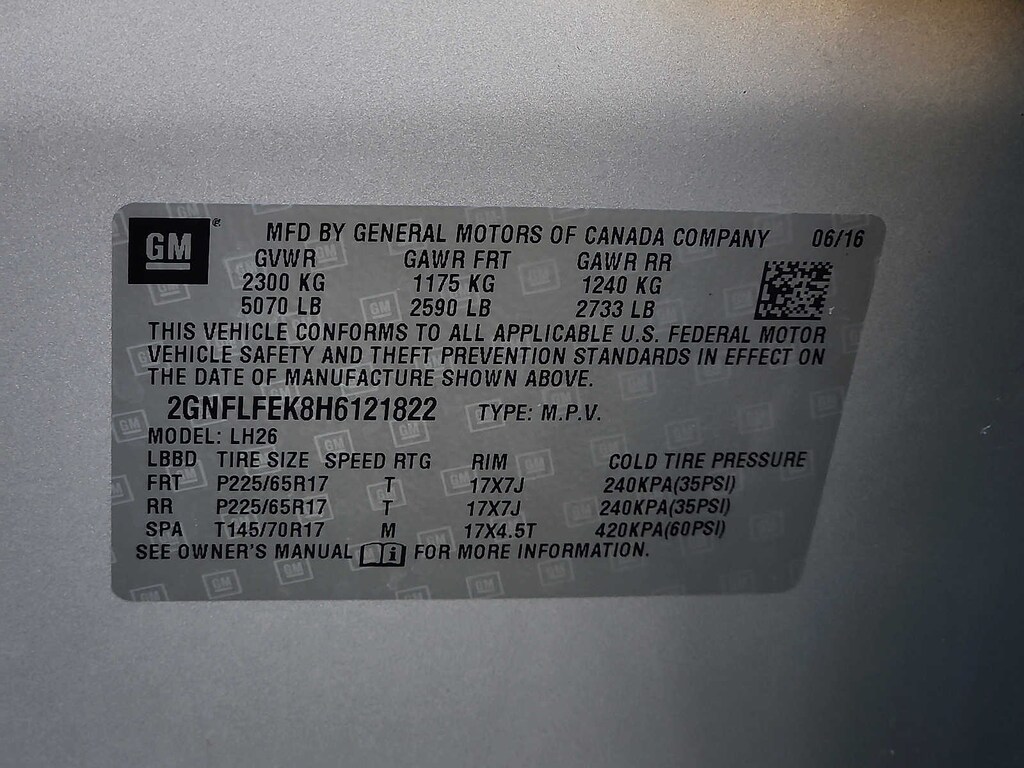 GM ® MFD BY GENERAL MOTORS OF CANADA COMPANY 06/16
GVWR GAWR FRT GAWR RR
2300 KG 1175 KG 1240 KG
5070 LB 2590 LB 2733 LB
THIS VEHICLE CONFORMS TO ALL APPLICABLE U.S. FEDERAL MOTOR
VEHICLE SAFETY AND THEFT PREVENTION STANDARDS IN EFFECT ON
THE DATE OF MANUFACTURE SHOWN ABOVE.
2GNFLFEK8H6121822 TYPE: M.P.V.
MODEL: LH26
LBBD TIRE SIZE SPEED RTG RIM COLD TIRE PRESSURE
FRT P225/65R17 T 17X7J 240KPA(35PSI)
RR P225/65R17 T 17X7J 240KPA(35PSI)
SPA T145/70R17 M 17X4.5T 420KPA(60PSI)
SEE OWNER'S MANUAL i FOR MORE INFORMATION.